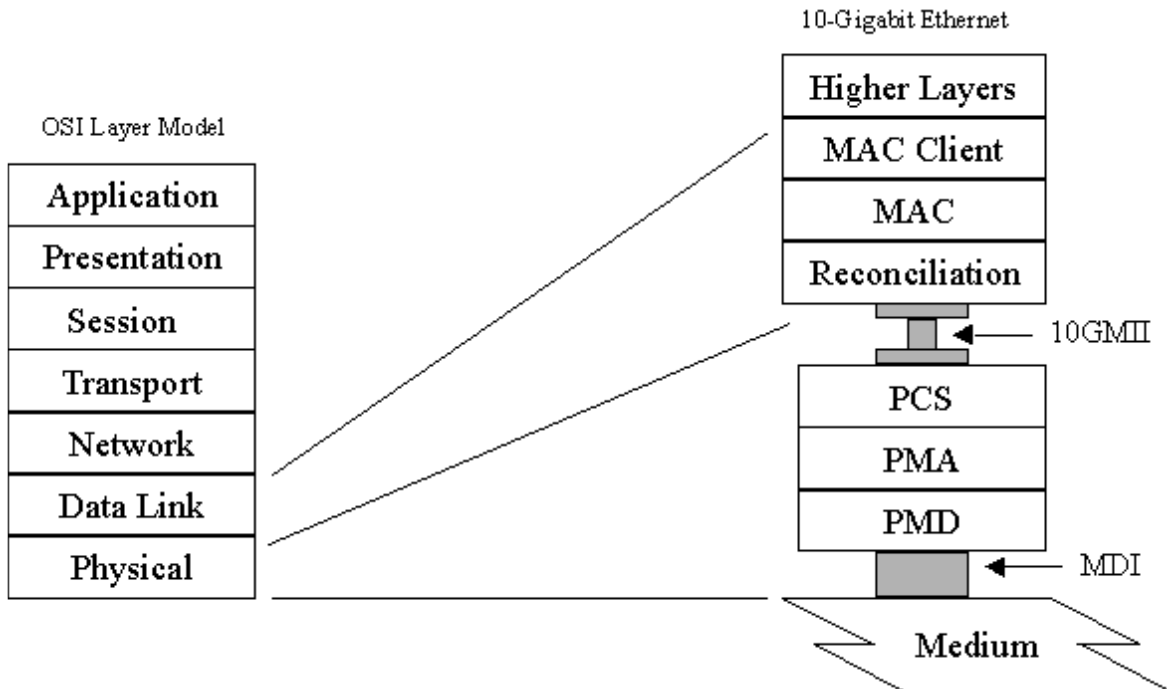 10-Gigabit Ethernet
Higher Layers
MAC Client
MAC
Reconciliation
10GMII
PCS
PMA
PMD
MDI
Medium
OSI Layer Model
Application
Presentation
Session
Transport
Network
Data Link
Physical